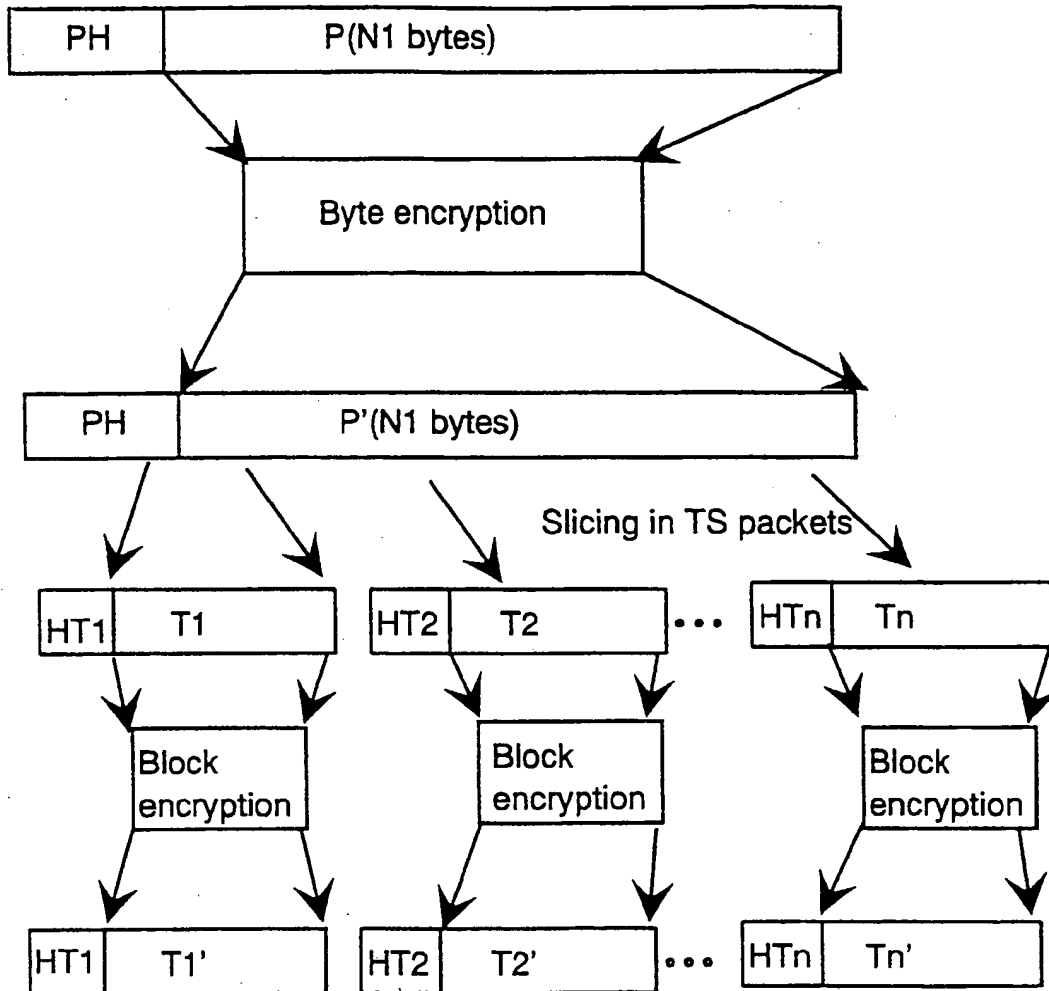 PH P(N1 bytes)
Byte encryption
PH P'(N1 bytes)
Slicing in TS packets
HT1 T1 HT2 T2 ••• HTn Tn
Block encryption
Block encryption
Block encryption
HT1 T1' HT2 T2' ••• HTn Tn'